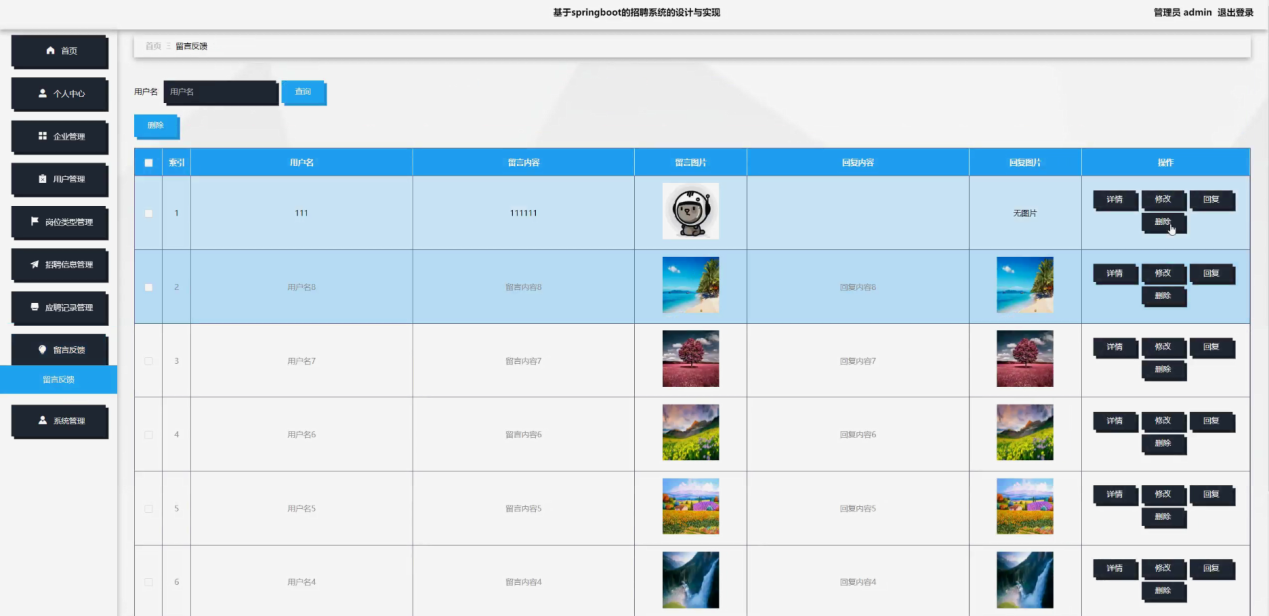 基于springboot的招聘系统的设计与实现
管理员 admin 退出登录
首页
个人中心
企业管理
用户管理
岗位类型管理
招聘信息管理
应聘记录管理
留言反馈
留言反馈
系统管理
首页 留言反馈
用户名 用户名 查询
删除
索引 用户名 留言内容 留言图片 回复内容 回复图片 操作
1 111 111111 无图片 详情 修改 回复
删除
2 用户名8 留言内容8 回复内容8 详情 修改 回复
删除
3 用户名7 留言内容7 回复内容7 详情 修改 回复
删除
4 用户名6 留言内容6 回复内容6 详情 修改 回复
删除
5 用户名5 留言内容5 回复内容5 详情 修改 回复
删除
6 用户名4 留言内容4 回复内容4 详情 修改 回复
删除